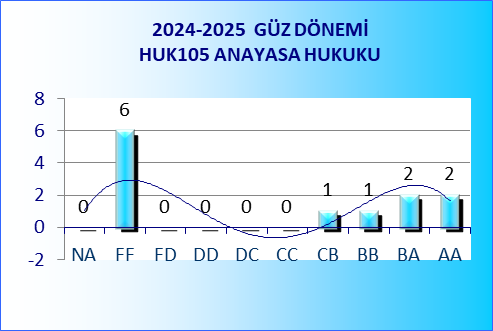 2024-2025 GÜZ DÖNEMİ
HUK105 ANAYASA HUKUKU
8
6
4
2
0
-2
0 6 0 0 0 0 1 1 2 2
NA FF FD DD DC CC CB BB BA AA